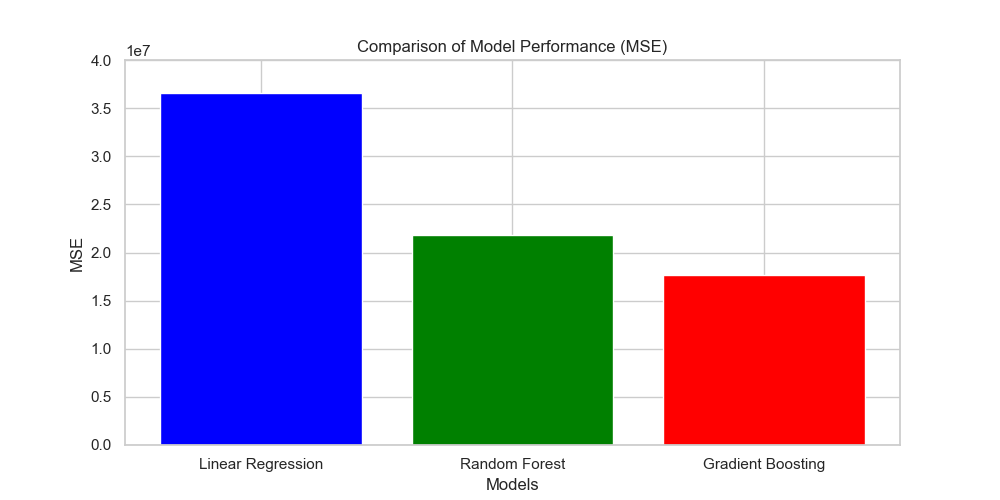 Comparison of Model Performance (MSE)
1e7
4.0
3.5
3.0
2.5
2.0
1.5
1.0
0.5
0.0
MSE
Linear Regression
Random Forest
Gradient Boosting
Models